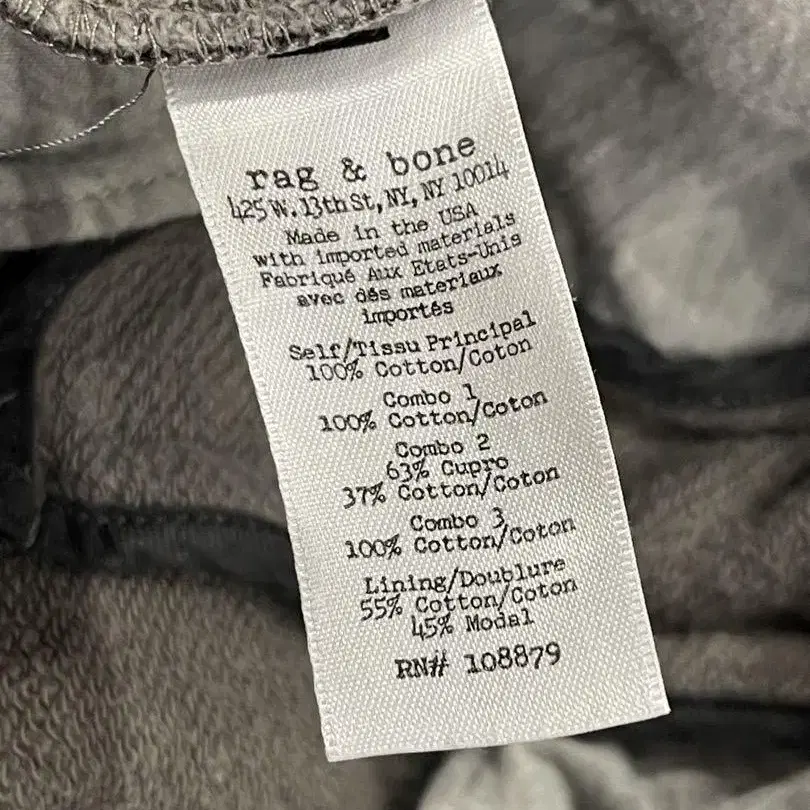 rag & bone
425 W. 13th St, NY, NY 10014
Made in the USA
with imported materials
Fabriqué Aux Etats-Unis
avec dés materiaux
importés
Self/Tissu Principal
100% Cotton/Coton
Combo 1
100% Cotton/Coton
Combo 2
63% Cupro
37% Cotton/Coton
Combo 3
100% Cotton/Coton
Lining/Doublure
55% Cotton/Coton
45% Modal
RN# 108879